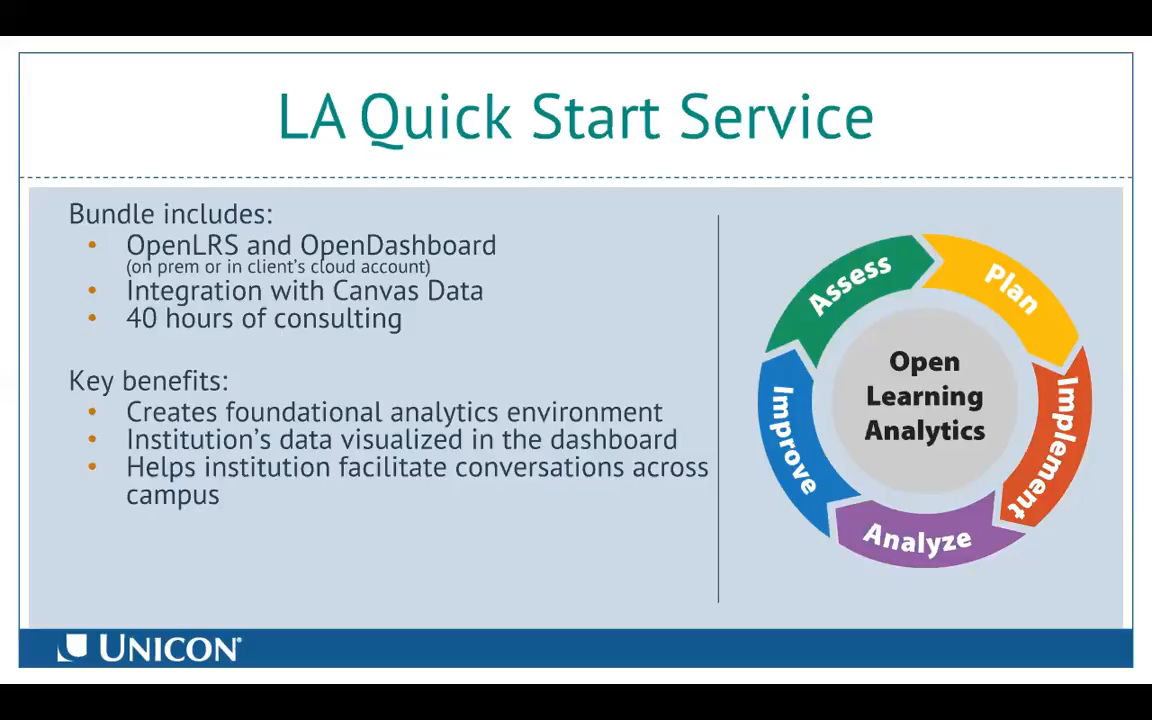 LA Quick Start Service
Bundle includes:
• OpenLRS and OpenDashboard
(on prem or in client's cloud account)
• Integration with Canvas Data
• 40 hours of consulting
Key benefits:
• Creates foundational analytics environment
• Institution's data visualized in the dashboard
• Helps institution facilitate conversations across
campus
Assess
Plan
Implement
Analyze
Improve
Open
Learning
Analytics
UNICON®